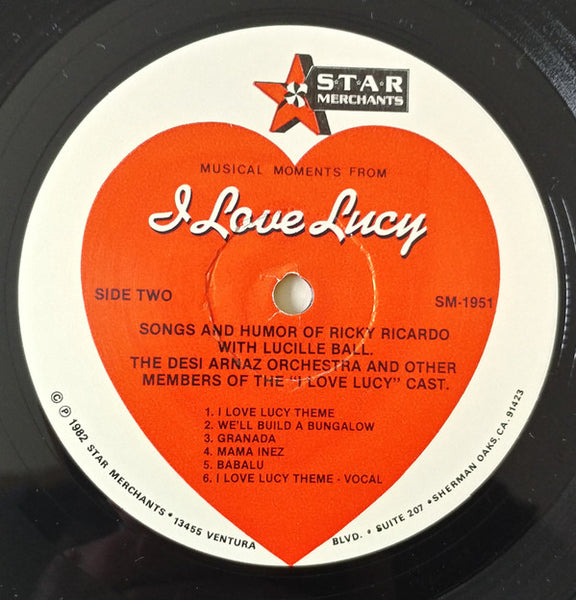 S·T·A·R
MERCHANTS
MUSICAL MOMENTS FROM
I Love Lucy
SIDE TWO
SM-1951
SONGS AND HUMOR OF RICKY RICARDO
WITH LUCILLE BALL.
THE DESI ARNAZ ORCHESTRA AND OTHER
MEMBERS OF THE "I LOVE LUCY" CAST.
1. I LOVE LUCY THEME
2. WE'LL BUILD A BUNGALOW
3. GRANADA
4. MAMA INEZ
5. BABALU
6. I LOVE LUCY THEME - VOCAL
© ℗ 1982 STAR MERCHANTS • 13455 VENTURA BLVD. • SUITE 207 • SHERMAN OAKS, CA. 91423